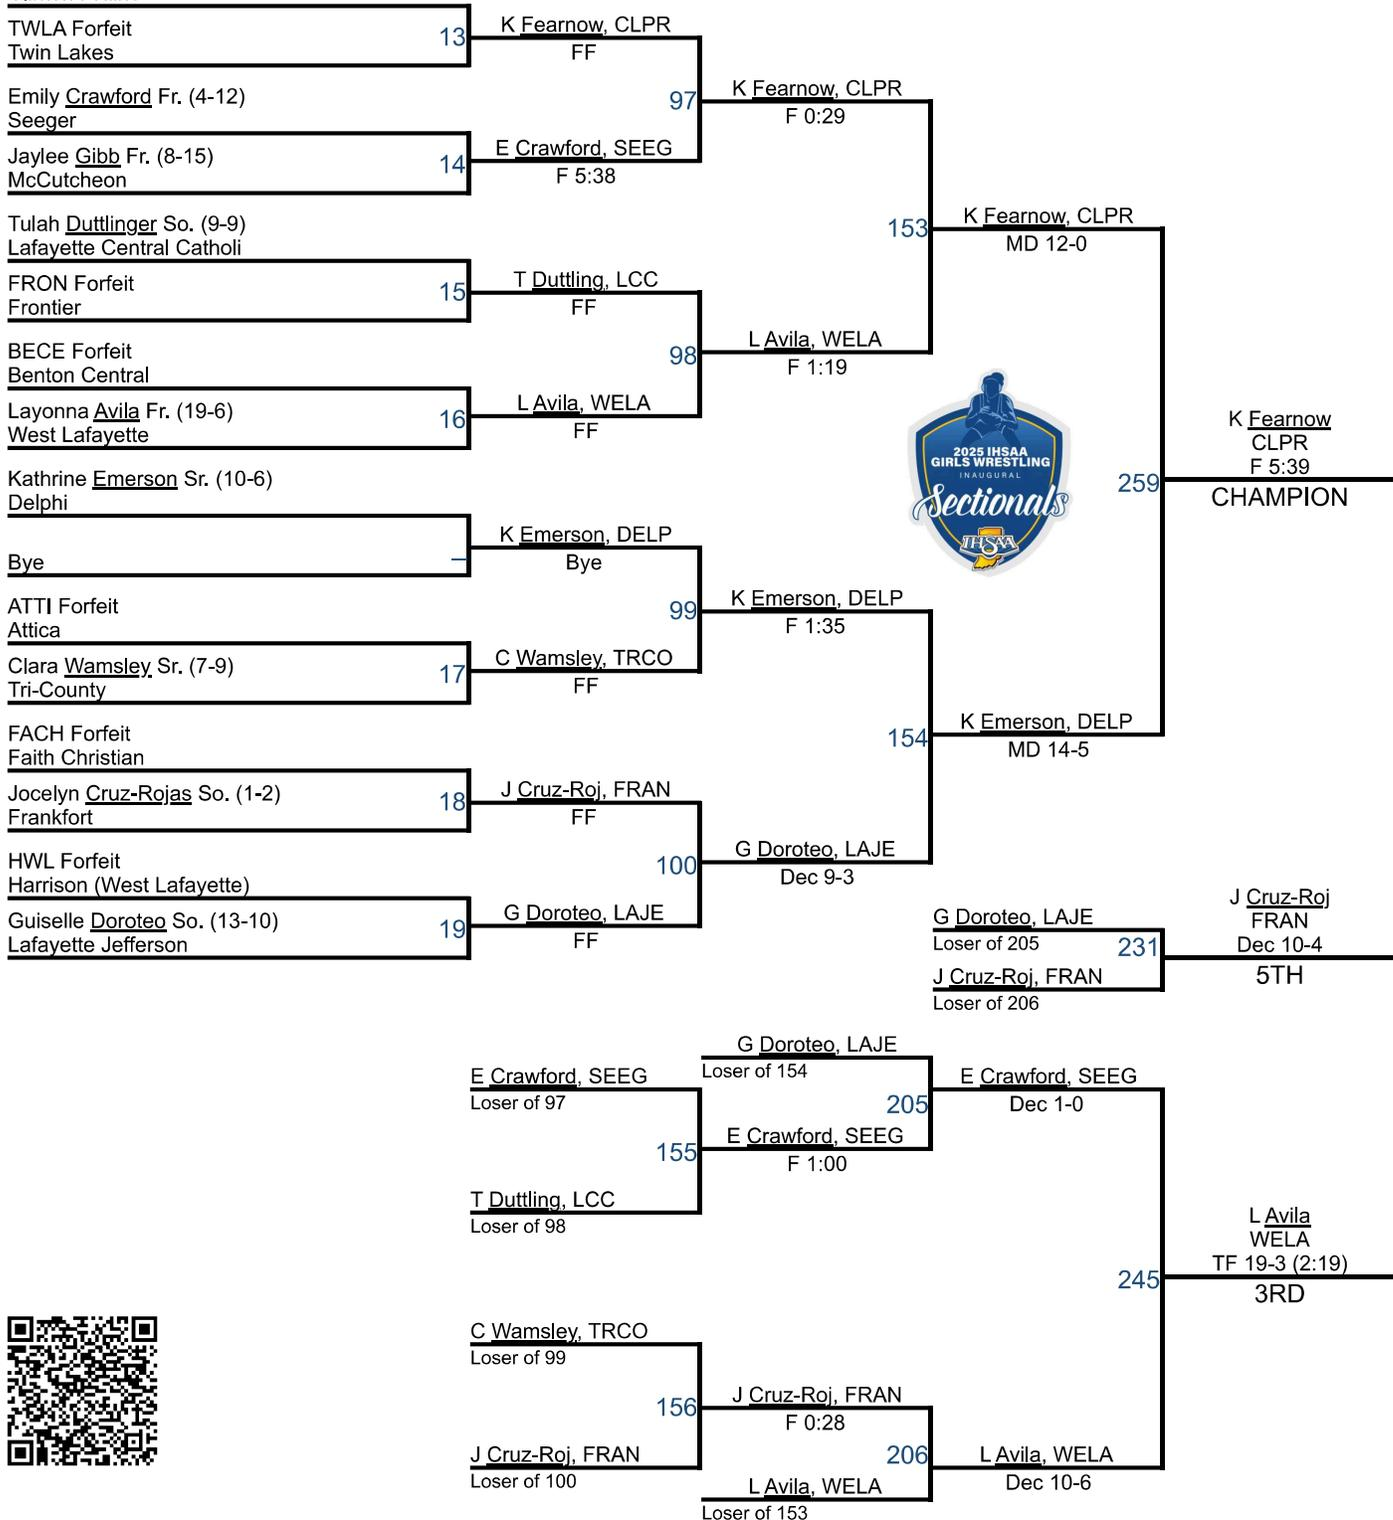 TWLA Forfeit
Twin Lakes
13
K Fearnow, CLPR
FF
Emily Crawford Fr. (4-12)
Seeger
97
K Fearnow, CLPR
F 0:29
Jaylee Gibb Fr. (8-15)
McCutcheon
14
E Crawford, SEEG
F 5:38
Tulah Duttlinger So. (9-9)
Lafayette Central Catholi
153
K Fearnow, CLPR
MD 12-0
FRON Forfeit
Frontier
15
T Duttling, LCC
FF
BECE Forfeit
Benton Central
98
L Avila, WELA
F 1:19
Layonna Avila Fr. (19-6)
West Lafayette
16
L Avila, WELA
FF
2025 IHSAA
GIRLS WRESTLING
INAUGURAL
Sectionals
IHSAA
259
K Fearnow
CLPR
F 5:39
CHAMPION
Kathrine Emerson Sr. (10-6)
Delphi
Bye
–
K Emerson, DELP
Bye
ATTI Forfeit
Attica
99
K Emerson, DELP
F 1:35
Clara Wamsley Sr. (7-9)
Tri-County
17
C Wamsley, TRCO
FF
FACH Forfeit
Faith Christian
154
K Emerson, DELP
MD 14-5
Jocelyn Cruz-Rojas So. (1-2)
Frankfort
18
J Cruz-Roj, FRAN
FF
HWL Forfeit
Harrison (West Lafayette)
100
G Doroteo, LAJE
Dec 9-3
Guiselle Doroteo So. (13-10)
Lafayette Jefferson
19
G Doroteo, LAJE
FF
G Doroteo, LAJE
Loser of 205
231
J Cruz-Roj, FRAN
Loser of 206
J Cruz-Roj
FRAN
Dec 10-4
5TH
G Doroteo, LAJE
Loser of 154
E Crawford, SEEG
Loser of 97
205
E Crawford, SEEG
Dec 1-0
155
E Crawford, SEEG
F 1:00
T Duttling, LCC
Loser of 98
245
L Avila
WELA
TF 19-3 (2:19)
3RD
C Wamsley, TRCO
Loser of 99
156
J Cruz-Roj, FRAN
F 0:28
J Cruz-Roj, FRAN
Loser of 100
206
L Avila, WELA
Dec 10-6
L Avila, WELA
Loser of 153